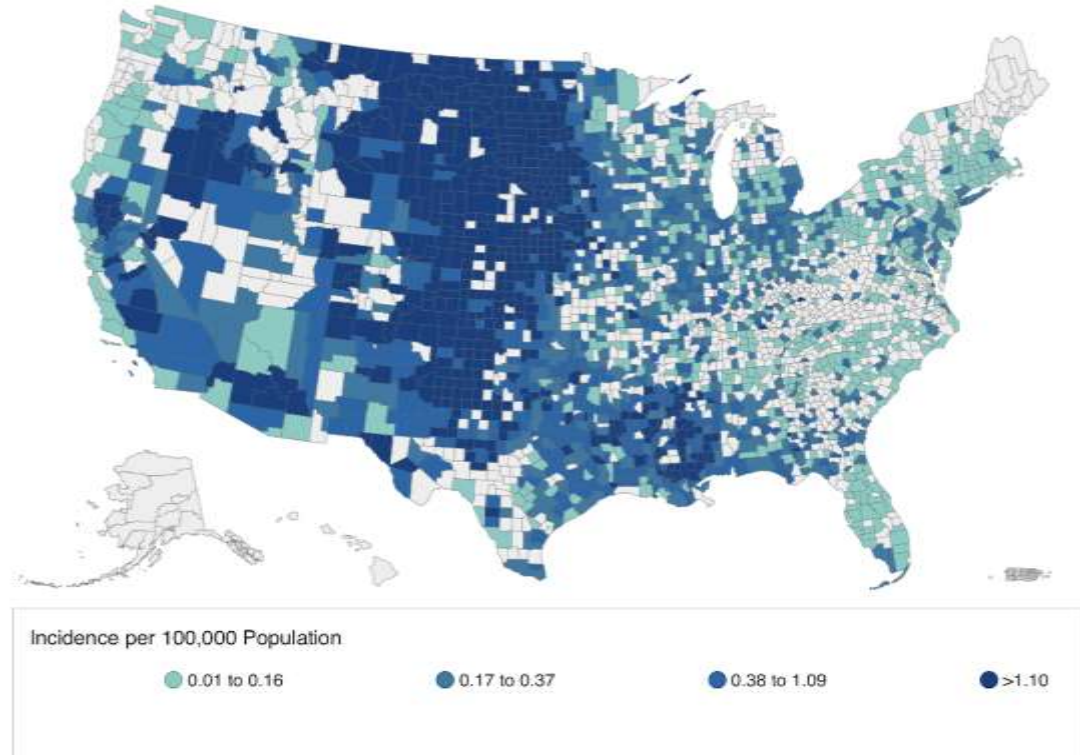 Incidence per 100,000 Population
0.01 to 0.16
0.17 to 0.37
0.38 to 1.09
>1.10